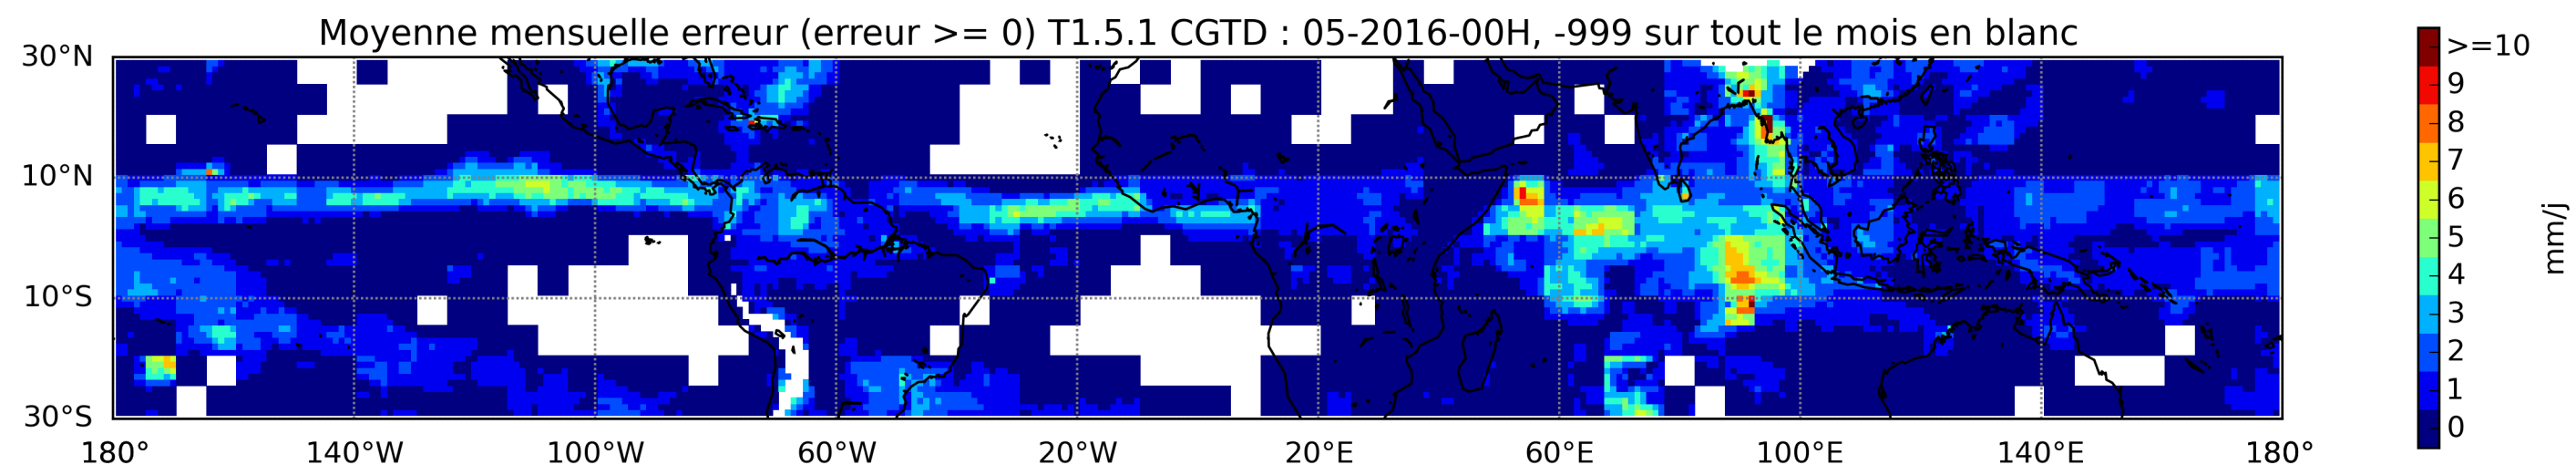 Moyenne mensuelle erreur (erreur >= 0) T1.5.1 CGTD : 05-2016-00H, -999 sur tout le mois en blanc
30°N
10°N
10°S
30°S
180° 140°W 100°W 60°W 20°W 20°E 60°E 100°E 140°E 180°
>=10
9
8
7
6
5
4
3
2
1
0
mm/j